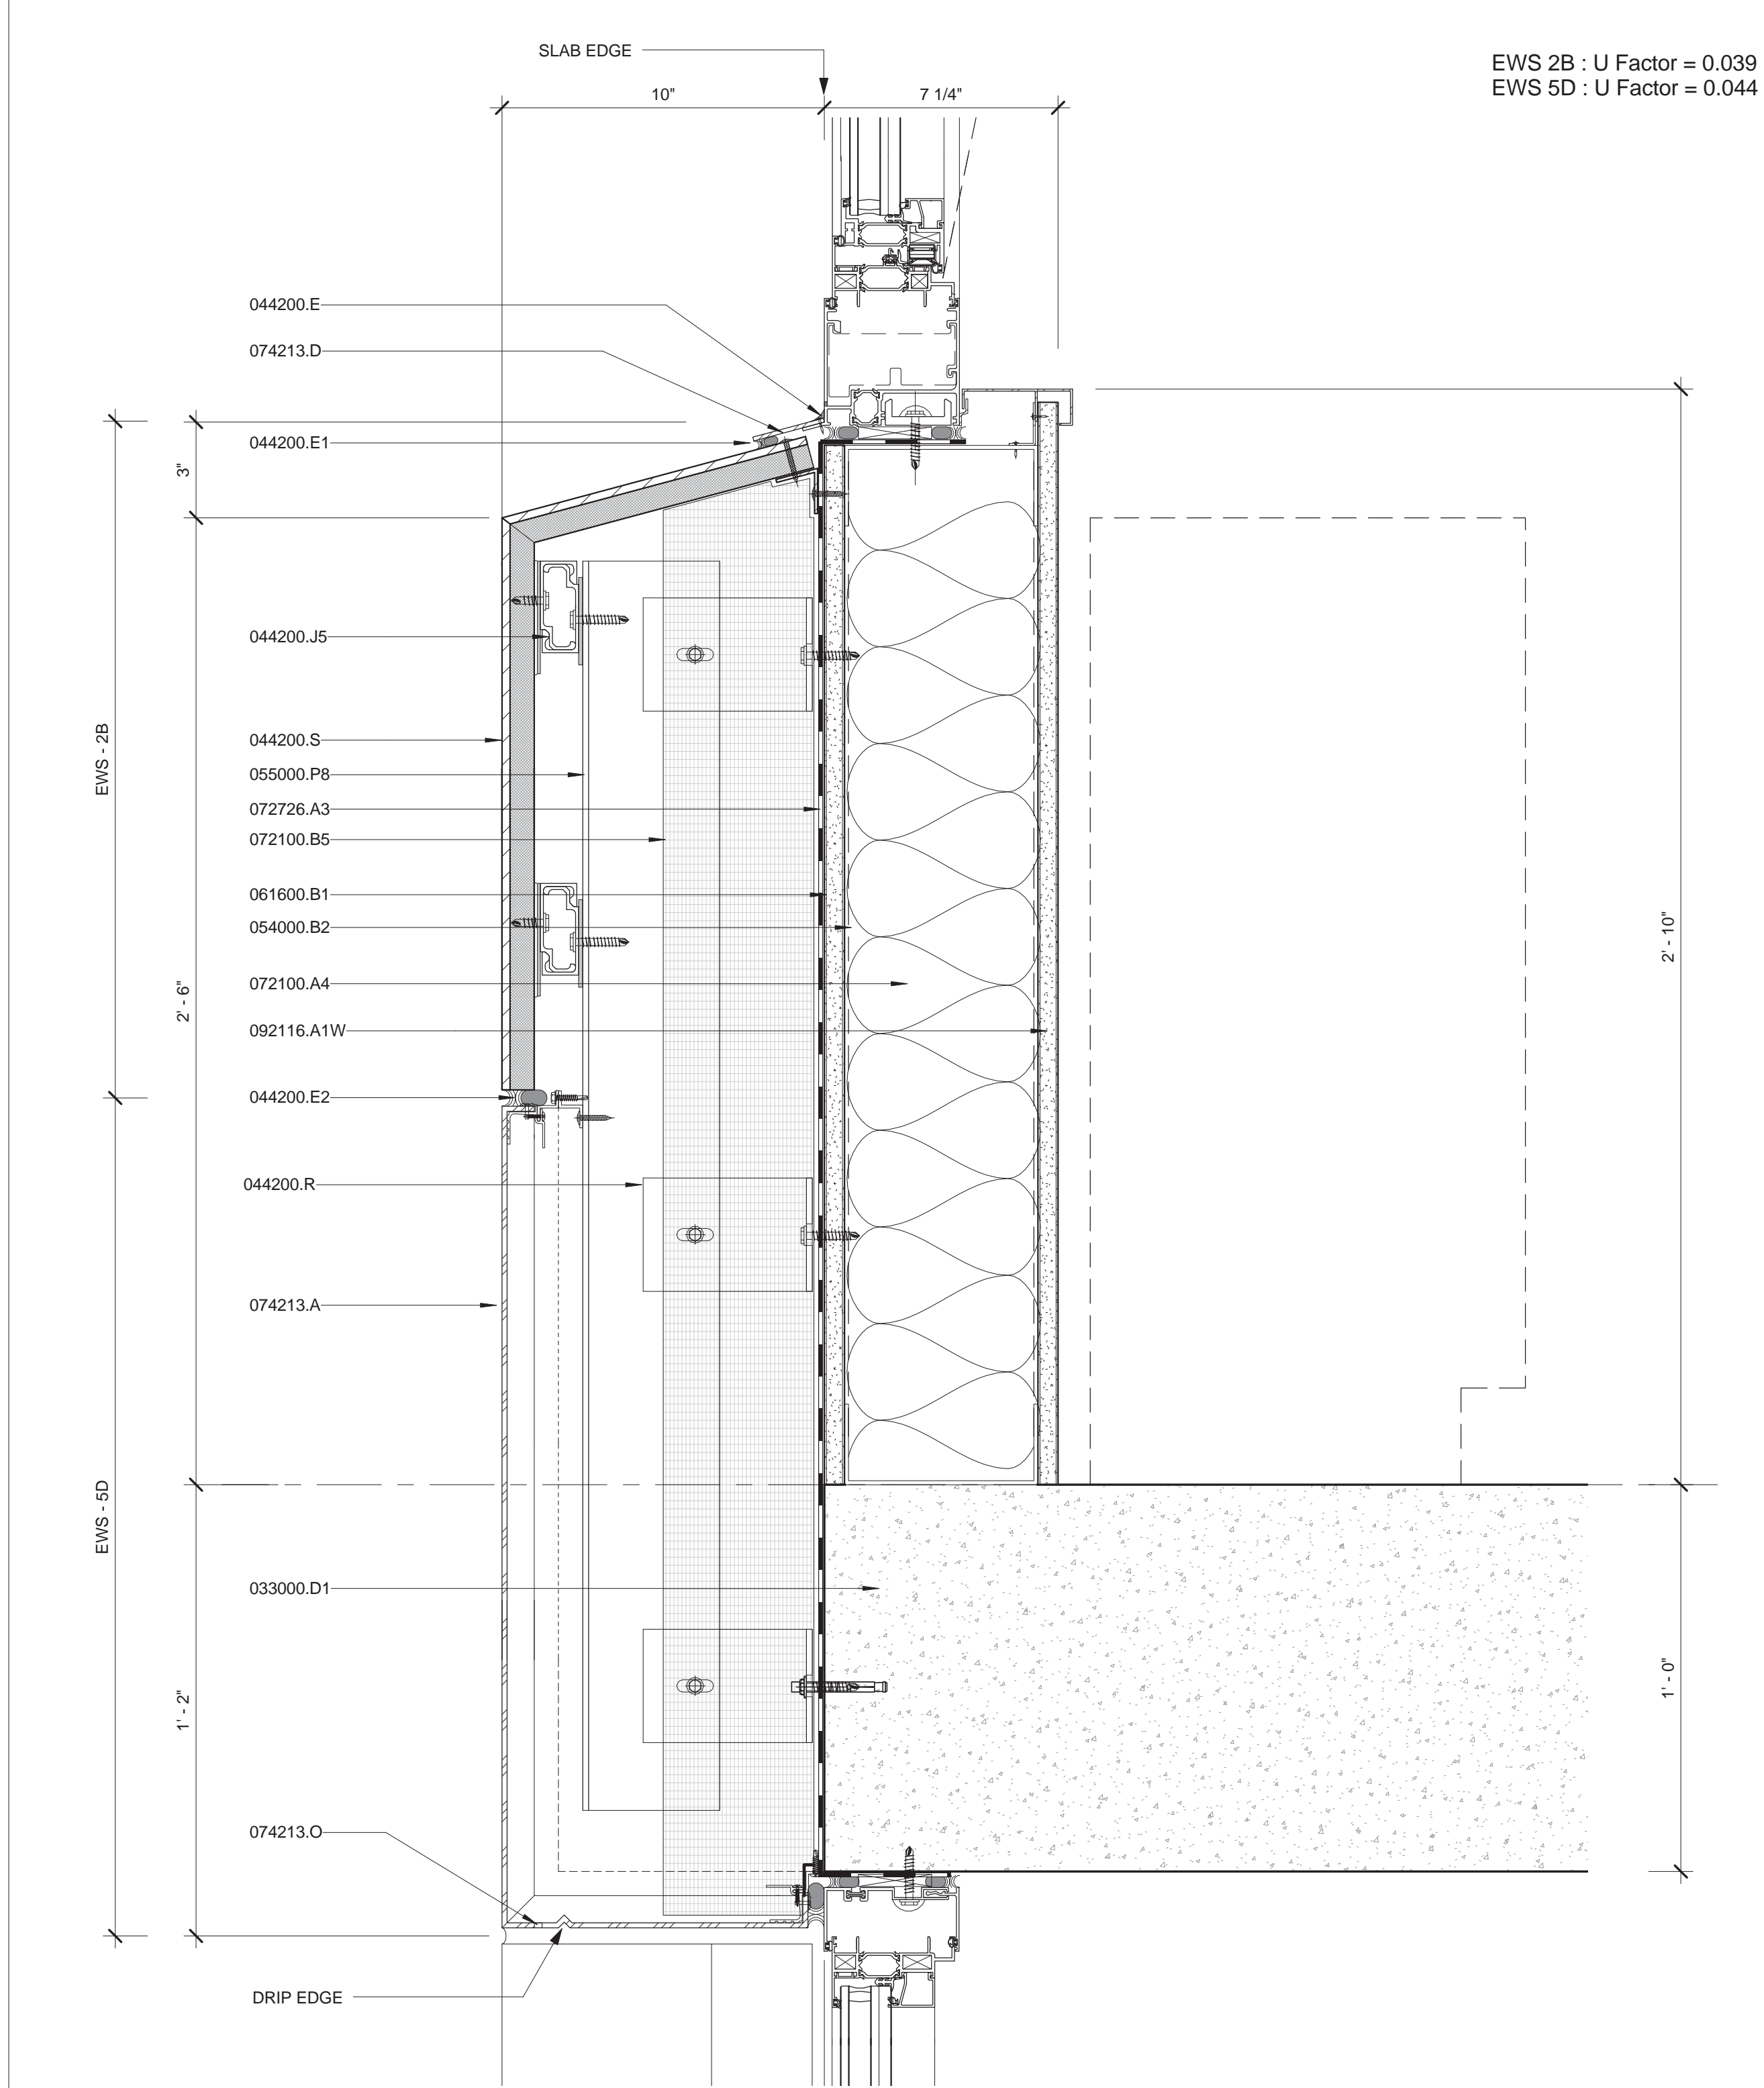 SLAB EDGE
EWS 2B : U Factor = 0.039
EWS 5D : U Factor = 0.044
10"
7 1/4"
044200.E
074213.D
044200.E1
3"
044200.J5
EWS - 2B
044200.S
055000.P8
072726.A3
072100.B5
061600.B1
054000.B2
2' - 10"
072100.A4
2' - 6"
092116.A1W
044200.E2
044200.R
074213.A
EWS - 5D
033000.D1
1' - 2"
1' - 0"
074213.O
DRIP EDGE